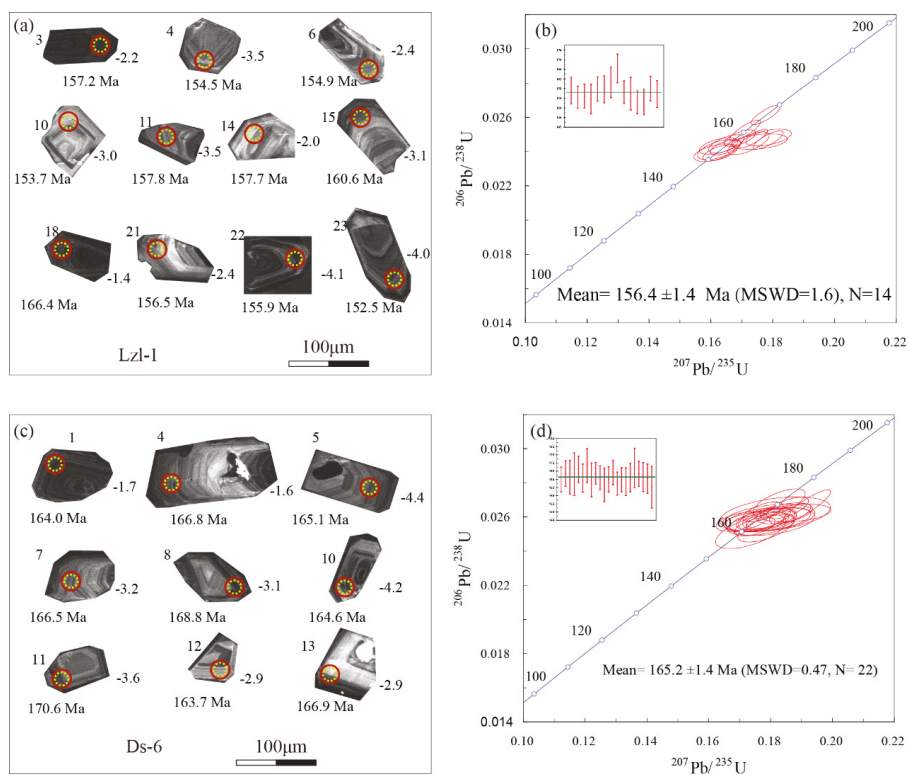 (a)
3
4
6
-2.2
-3.5
-2.4
157.2 Ma
154.5 Ma
154.9 Ma
10
11
14
15
-3.0
-3.5
-2.0
-3.1
153.7 Ma
157.8 Ma
157.7 Ma
160.6 Ma
18
21
22
23
-1.4
-2.4
-4.1
-4.0
166.4 Ma
156.5 Ma
155.9 Ma
152.5 Ma
Lzl-1
100μm
(b)
0.032
0.030
0.026
0.022
0.018
0.014
206Pb/238U
100
120
140
160
180
200
Mean= 156.4 ±1.4 Ma (MSWD=1.6), N=14
0.10
0.12
0.14
0.16
0.18
0.20
0.22
207Pb/235U
(c)
1
4
5
-1.7
-1.6
-4.4
164.0 Ma
166.8 Ma
165.1 Ma
7
8
10
-3.2
-3.1
-4.2
166.5 Ma
168.8 Ma
164.6 Ma
11
12
13
-3.6
-2.9
-2.9
170.6 Ma
163.7 Ma
166.9 Ma
Ds-6
100μm
(d)
0.030
0.026
0.022
0.018
0.014
206Pb/238U
100
120
140
160
180
200
Mean= 165.2 ±1.4 Ma (MSWD=0.47, N= 22)
0.10
0.12
0.14
0.16
0.18
0.20
0.22
207Pb/235U